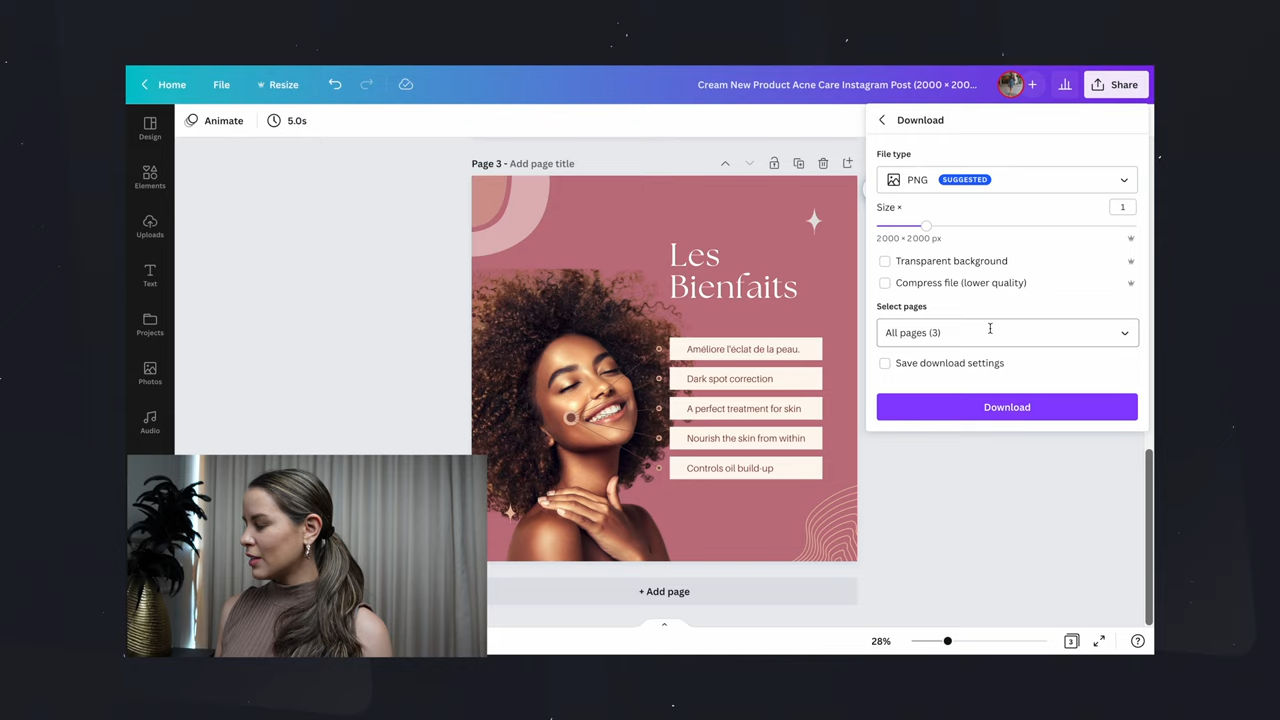 Home File Resize Cream New Product Acne Care Instagram Post (2000 × 200... + Share
Animate 5.0s
Design
Elements
Uploads
Text
Projects
Photos
Audio
Page 3 - Add page title
Les
Bienfaits
Améliore l'éclat de la peau.
Dark spot correction
A perfect treatment for skin
Nourish the skin from within
Controls oil build-up
+ Add page
Download
File type
PNG SUGGESTED
Size × 1
2000 × 2000 px
Transparent background
Compress file (lower quality)
Select pages
All pages (3)
Save download settings
Download
28% 3 ?